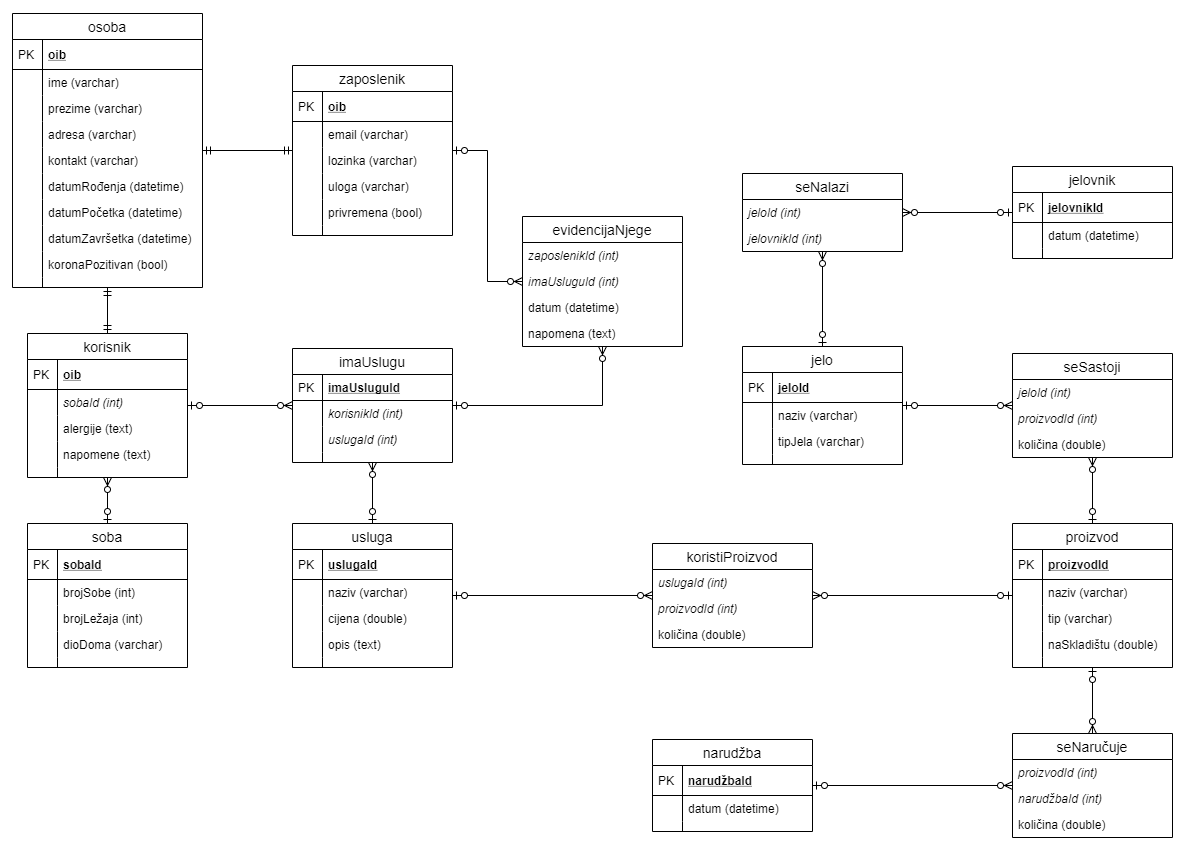 osoba
PK oib
ime (varchar)
prezime (varchar)
adresa (varchar)
kontakt (varchar)
datumRođenja (datetime)
datumPočetka (datetime)
datumZavršetka (datetime)
koronaPozitivan (bool)
zaposlenik
PK oib
email (varchar)
lozinka (varchar)
uloga (varchar)
privremena (bool)
evidencijaNjege
zaposlenikId (int)
imaUsluguId (int)
datum (datetime)
napomena (text)
seNalazi
jeloId (int)
jelovnikId (int)
jelovnik
PK jelovnikId
datum (datetime)
korisnik
PK oib
sobaId (int)
alergije (text)
napomene (text)
imaUslugu
PK imaUsluguId
korisnikId (int)
uslugaId (int)
jelo
PK jeloId
naziv (varchar)
tipJela (varchar)
seSastoji
jeloId (int)
proizvodId (int)
količina (double)
soba
PK sobaId
brojSobe (int)
brojLežaja (int)
dioDoma (varchar)
usluga
PK uslugaId
naziv (varchar)
cijena (double)
opis (text)
koristiProizvod
uslugaId (int)
proizvodId (int)
količina (double)
proizvod
PK proizvodId
naziv (varchar)
tip (varchar)
naSkladištu (double)
narudžba
PK narudžbaId
datum (datetime)
seNaručuje
proizvodId (int)
narudžbaId (int)
količina (double)